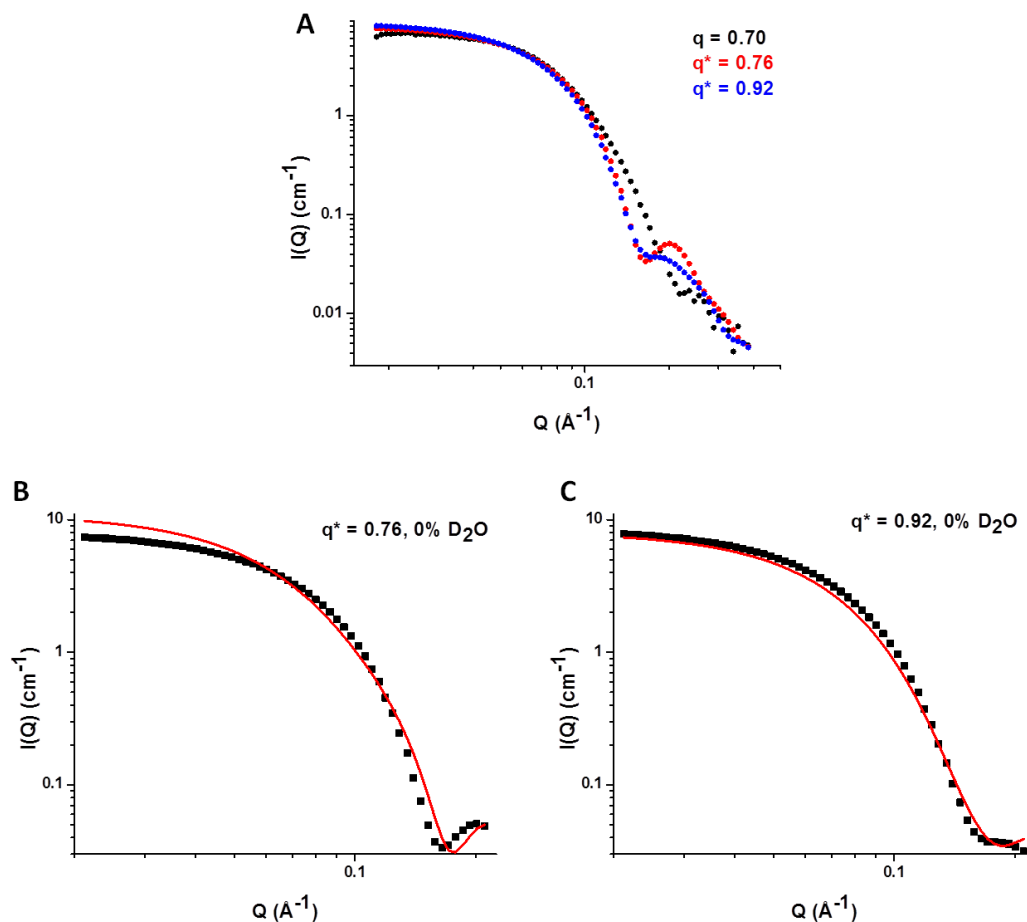 A
q = 0.70
q* = 0.76
q* = 0.92
1
0.1
0.01
I(Q) (cm⁻¹)
0.1
Q (Å⁻¹)
B
q* = 0.76, 0% D₂O
10
1
0.1
I(Q) (cm⁻¹)
0.1
Q (Å⁻¹)
C
q* = 0.92, 0% D₂O
10
1
0.1
I(Q) (cm⁻¹)
0.1
Q (Å⁻¹)